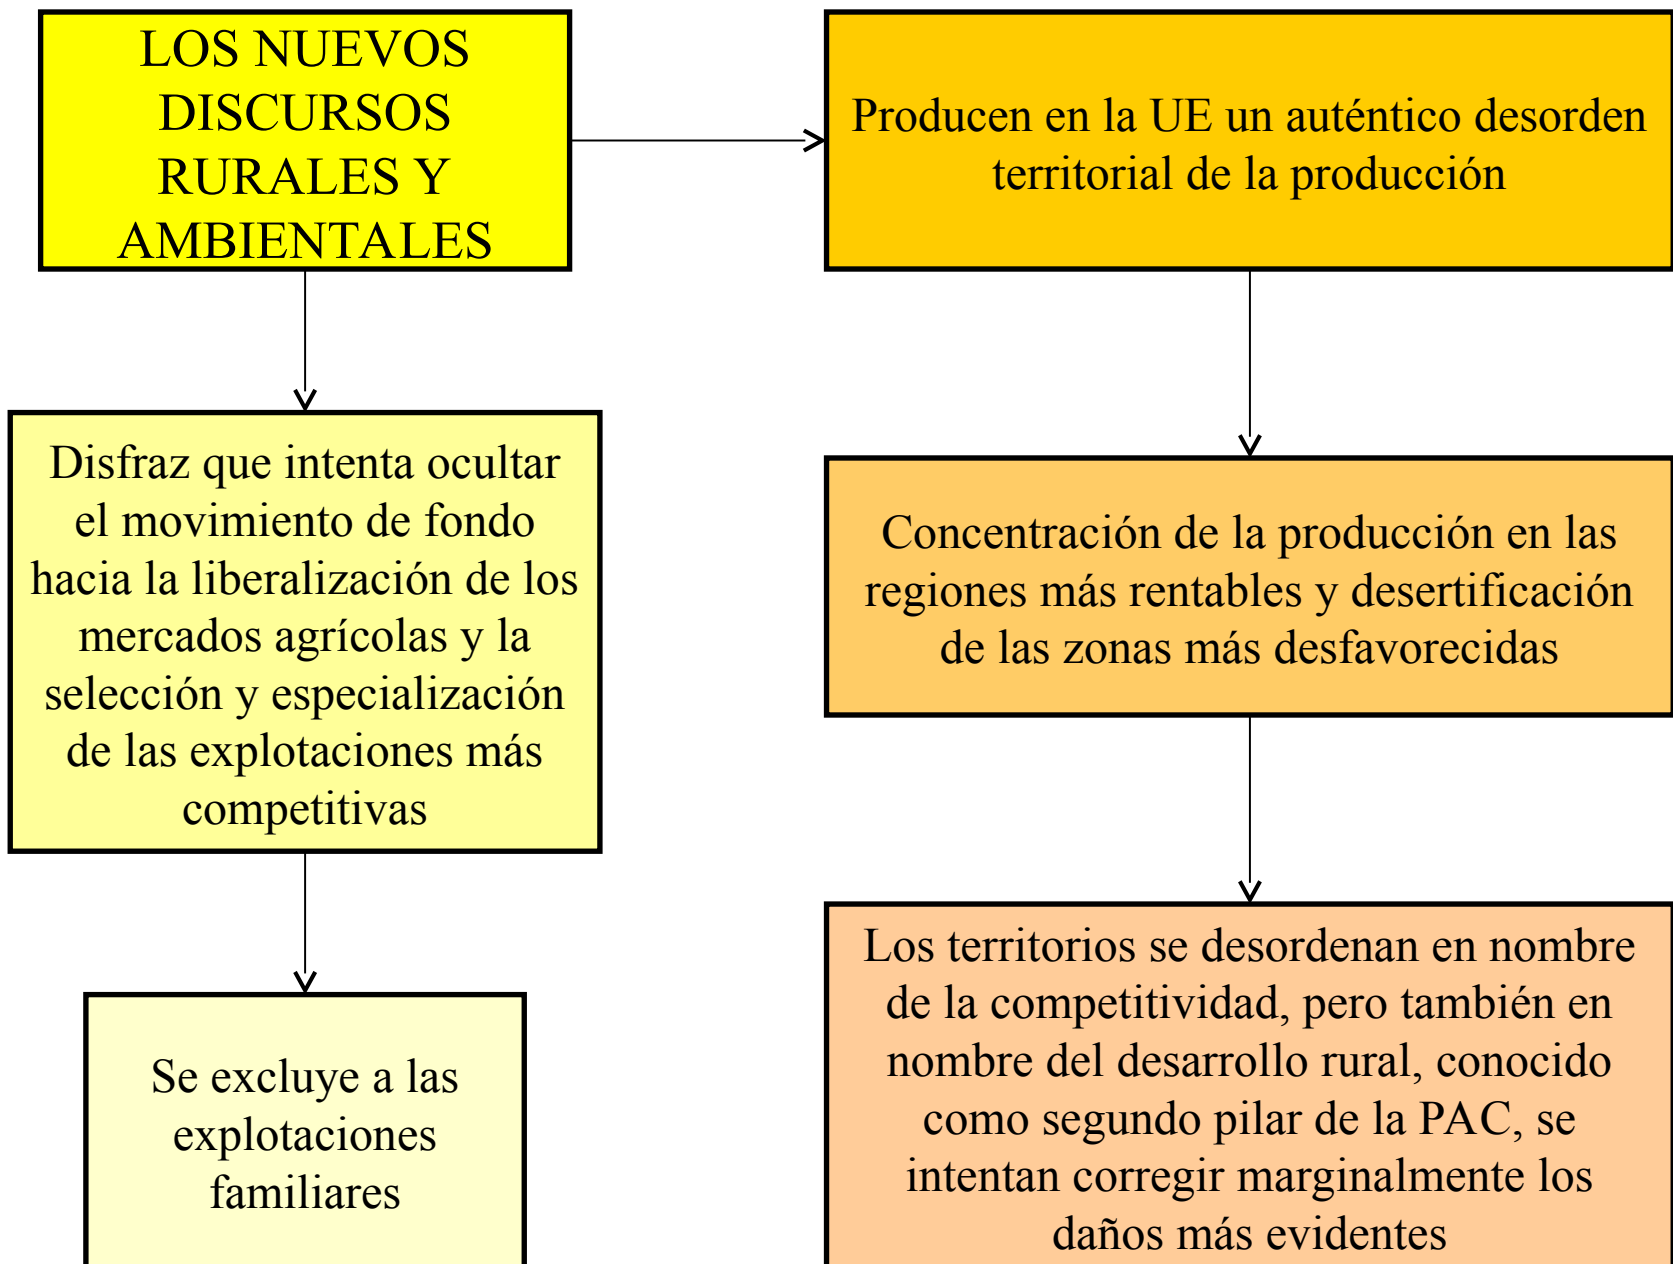 LOS NUEVOS
DISCURSOS
RURALES Y
AMBIENTALES
Producen en la UE un auténtico desorden
territorial de la producción
Disfraz que intenta ocultar
el movimiento de fondo
hacia la liberalización de los
mercados agrícolas y la
selección y especialización
de las explotaciones más
competitivas
Concentración de la producción en las
regiones más rentables y desertificación
de las zonas más desfavorecidas
Se excluye a las
explotaciones
familiares
Los territorios se desordenan en nombre
de la competitividad, pero también en
nombre del desarrollo rural, conocido
como segundo pilar de la PAC, se
intentan corregir marginalmente los
daños más evidentes